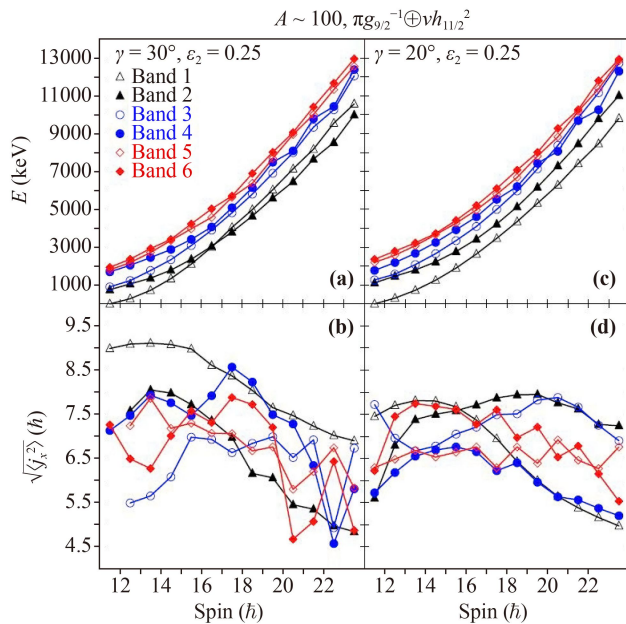 A ~ 100, πg₉/₂⁻¹⊕νh₁₁/₂²
γ = 30°, ε₂ = 0.25
γ = 20°, ε₂ = 0.25
13000
11000
9000
7000
5000
3000
1000
E (keV)
Band 1
Band 2
Band 3
Band 4
Band 5
Band 6
(a)
(c)
9.5
8.5
7.5
6.5
5.5
4.5
√⟨jₓ²⟩ (ħ)
(b)
(d)
12 14 16 18 20 22 12 14 16 18 20 22
Spin (ħ) Spin (ħ)